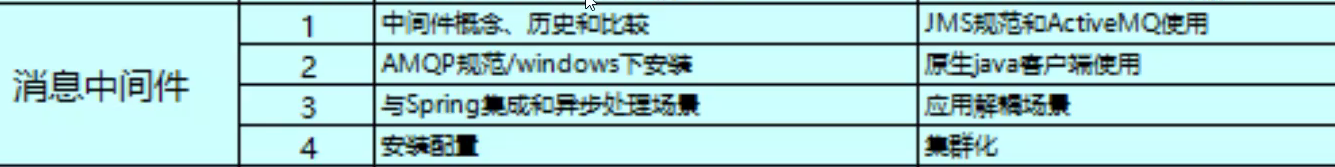 消息中间件
1 中间件概念、历史和比较 JMS规范和ActiveMQ使用
2 AMQP规范/windows下安装 原生java客户端使用
3 与Spring集成和异步处理场景 应用解耦场景
4 安装配置 集群化